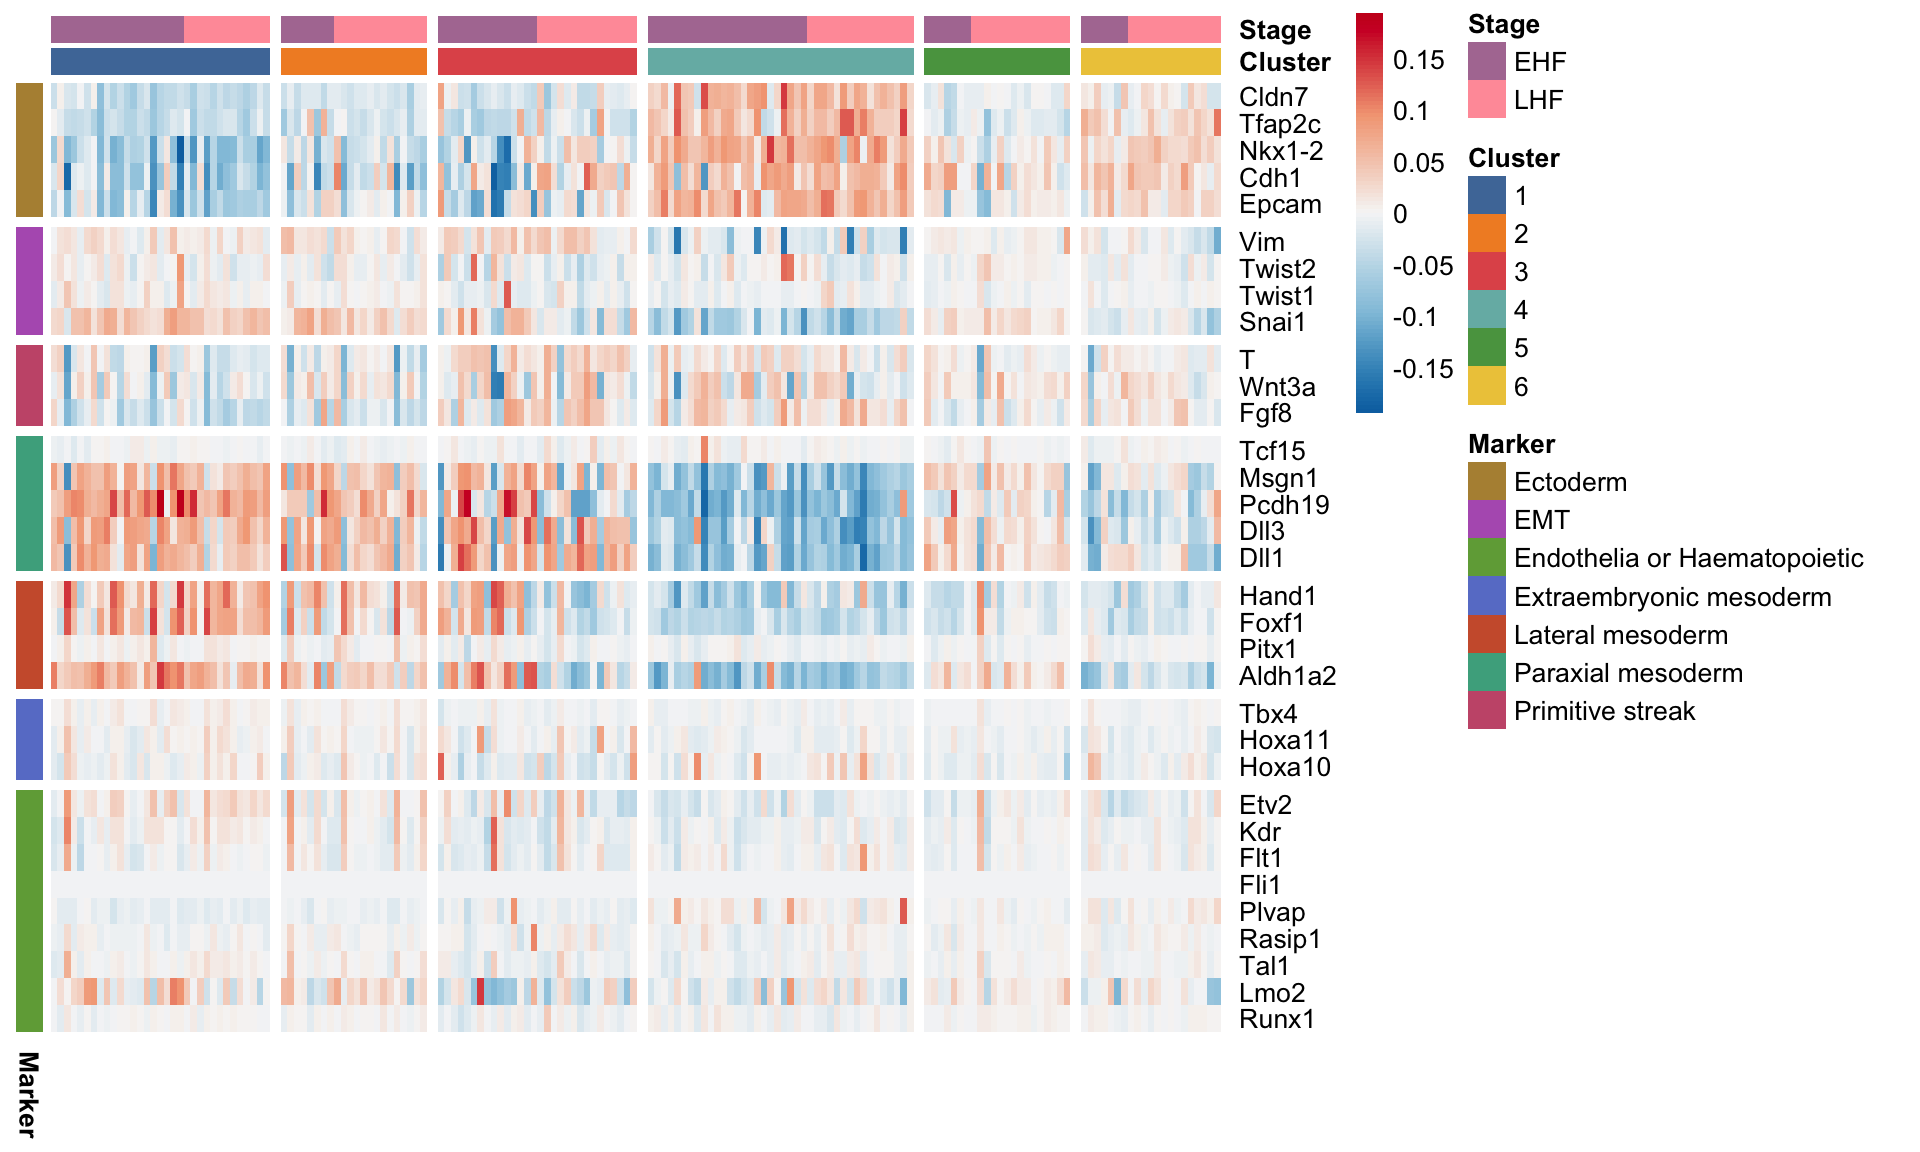 Stage
Cluster
Cldn7
Tfap2c
Nkx1-2
Cdh1
Epcam
Vim
Twist2
Twist1
Snai1
T
Wnt3a
Fgf8
Tcf15
Msgn1
Pcdh19
Dll3
Dll1
Hand1
Foxf1
Pitx1
Aldh1a2
Tbx4
Hoxa11
Hoxa10
Etv2
Kdr
Flt1
Fli1
Plvap
Rasip1
Tal1
Lmo2
Runx1
Marker
0.15
0.1
0.05
0
-0.05
-0.1
-0.15
Stage
EHF
LHF
Cluster
1
2
3
4
5
6
Marker
Ectoderm
EMT
Endothelia or Haematopoietic
Extraembryonic mesoderm
Lateral mesoderm
Paraxial mesoderm
Primitive streak